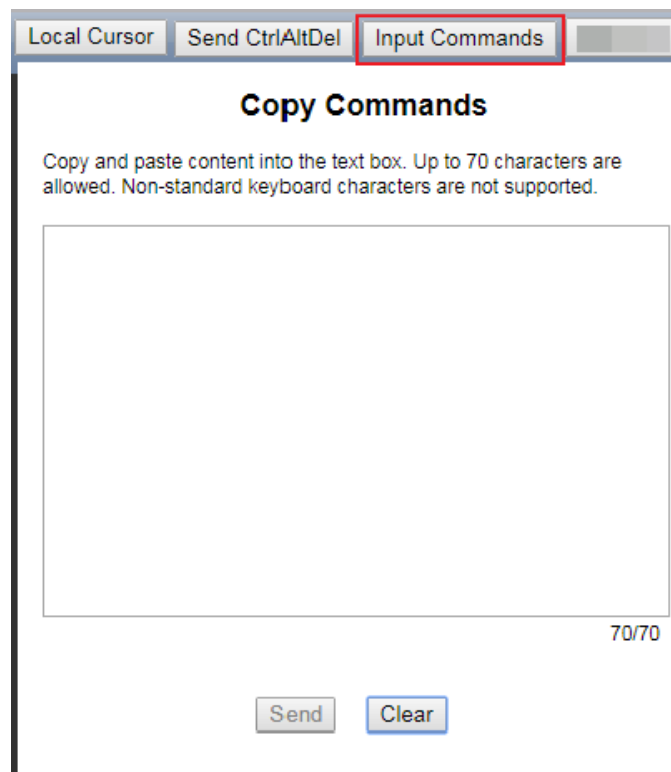 Local Cursor Send CtrlAltDel Input Commands
Copy Commands
Copy and paste content into the text box. Up to 70 characters are
allowed. Non-standard keyboard characters are not supported.
70/70
Send Clear